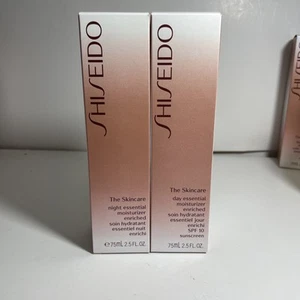 SHISEIDO
The Skincare
night essential
moisturizer
enriched
soin hydratant
essentiel nuit
enrichi
℮75mL 2.5 FL.OZ.
SHISEIDO
The Skincare
day essential
moisturizer
enriched
soin hydratant
essentiel jour
enrichi
SPF 10
sunscreen
75mL 2.5 FL.OZ.